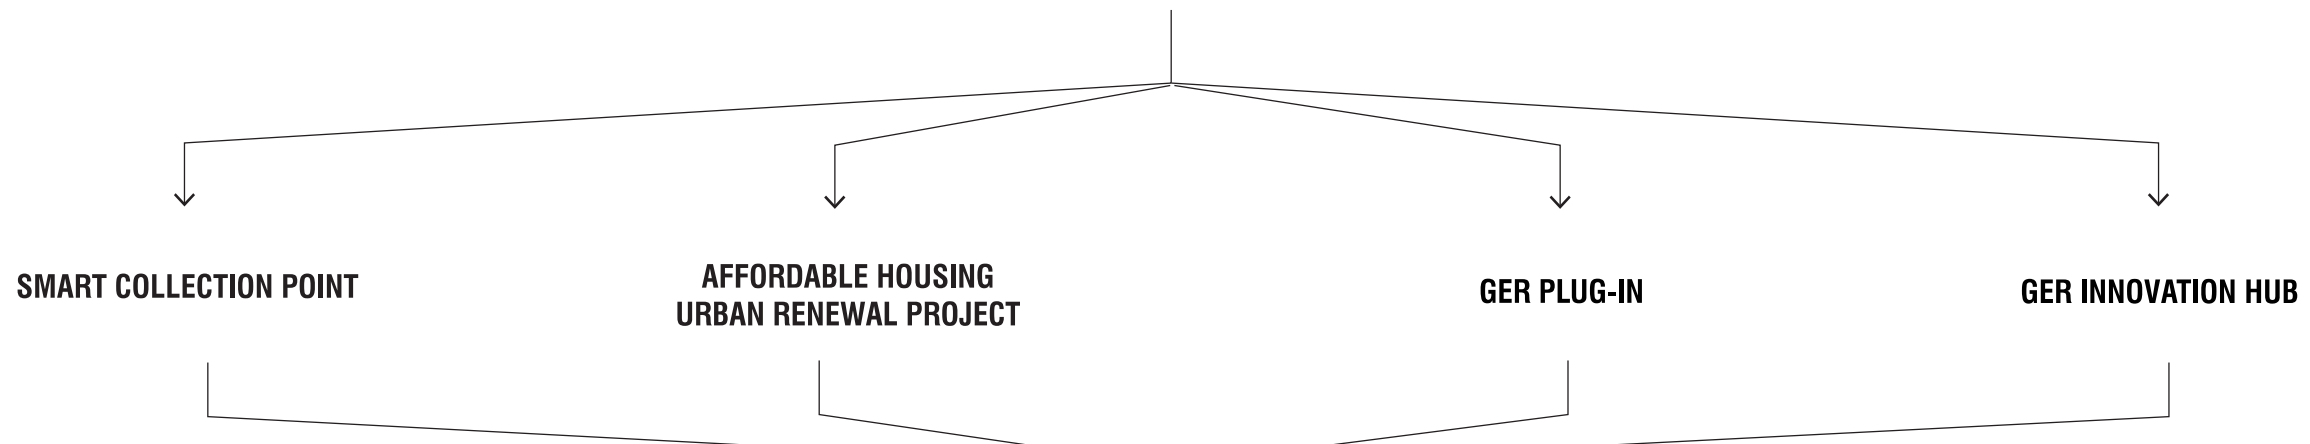 SMART COLLECTION POINT
AFFORDABLE HOUSING
URBAN RENEWAL PROJECT
GER PLUG-IN
GER INNOVATION HUB